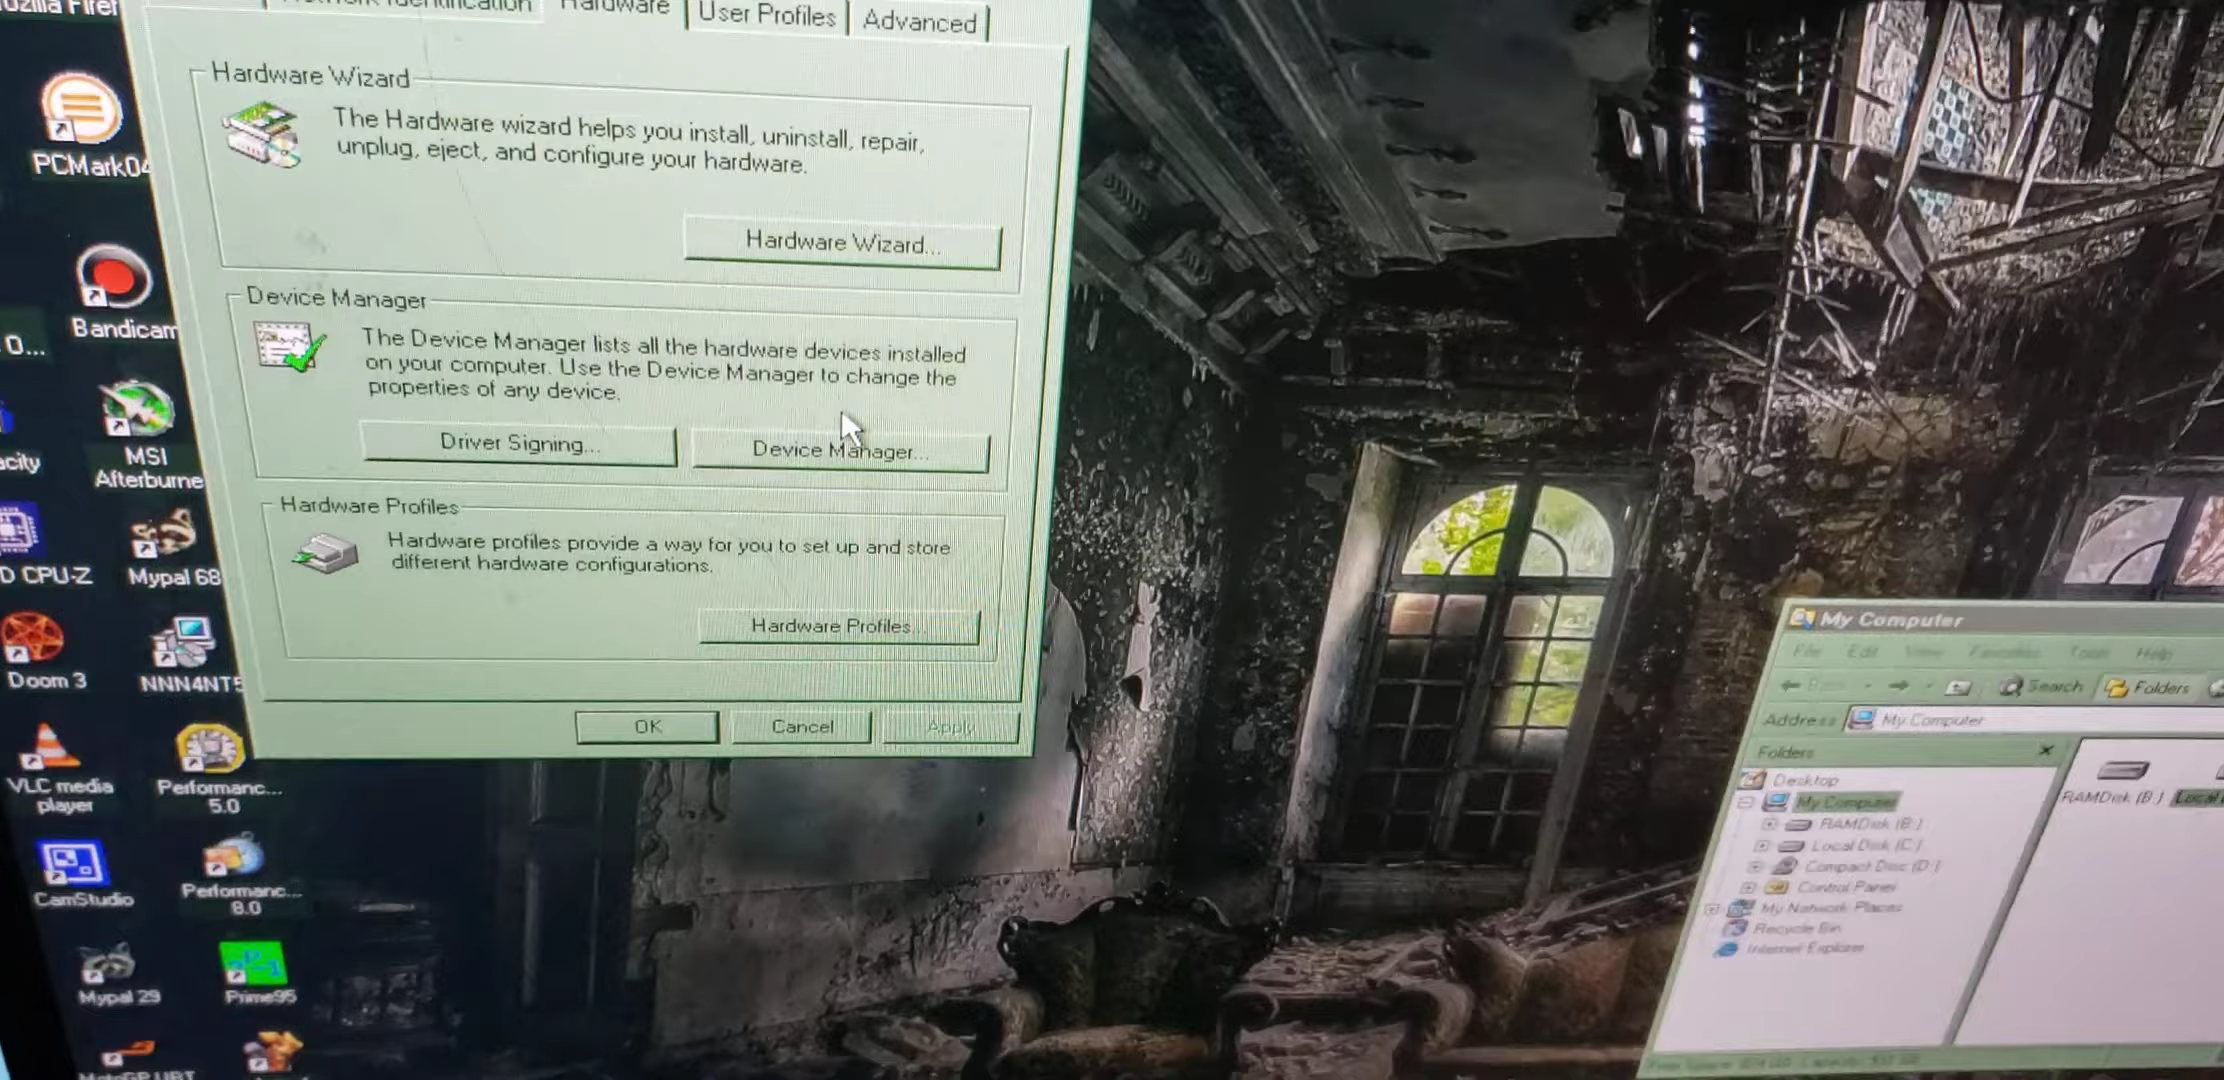 Network Identification
Hardware
User Profiles
Advanced
Hardware Wizard
The Hardware wizard helps you install, uninstall, repair,
unplug, eject, and configure your hardware.
Hardware Wizard...
Device Manager
The Device Manager lists all the hardware devices installed
on your computer. Use the Device Manager to change the
properties of any device.
Driver Signing...
Device Manager...
Hardware Profiles
Hardware profiles provide a way for you to set up and store
different hardware configurations.
Hardware Profiles...
OK
Cancel
Apply
PCMark04
Bandicam
0...
MSI
Afterburne
CPU-Z
Mypal 68
Doom 3
NNN4NT5
VLC media
player
Performanc...
5.0
CamStudio
Performanc...
8.0
Mypal 29
Prime95
My Computer
File
Edit
View
Favorites
Tools
Help
Back
Search
Folders
Address
My Computer
Folders
Desktop
My Computer
RAMDisk (B:)
Local Disk (C:)
Compact Disc (D:)
Control Panel
My Network Places
Recycle Bin
Internet Explorer
RAMDisk (B:)
Local